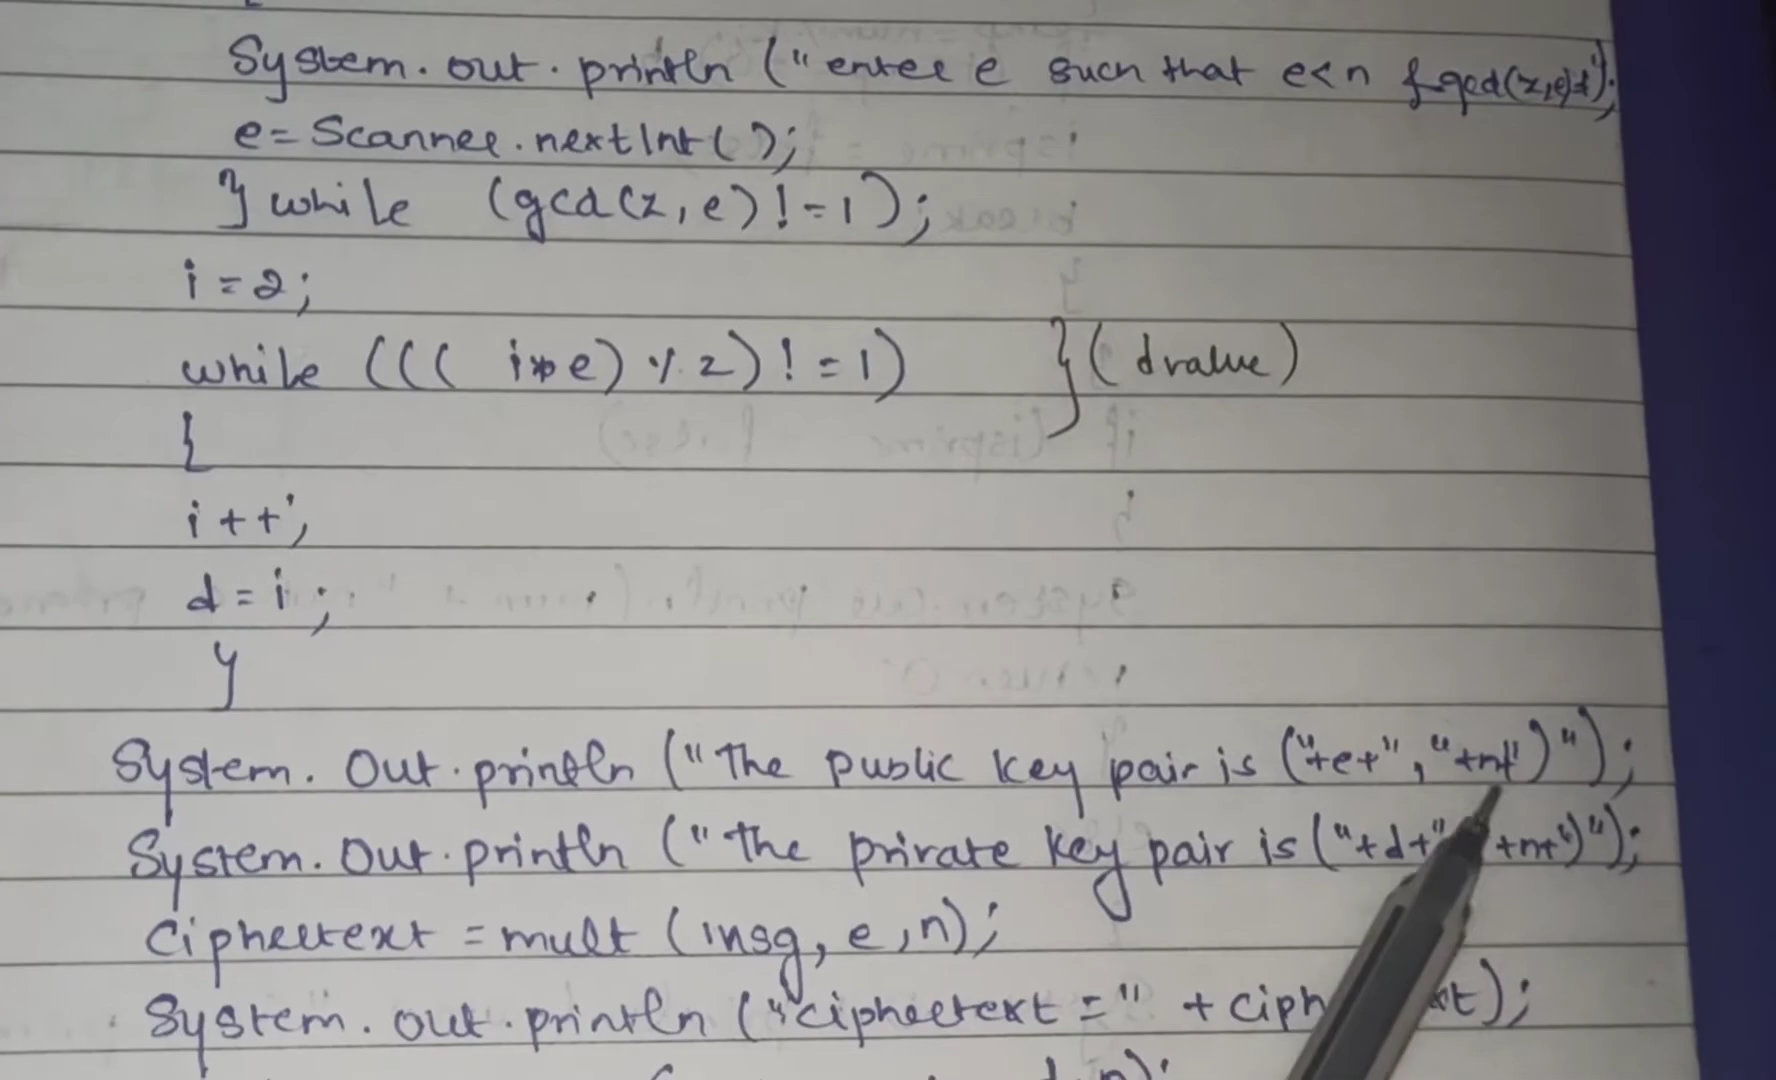 System.out.println ("enter e such that e<n & gcd(z,e)=1");
e=Scanner.nextInt();
} while (gcd(z,e)!=1);
i=2;
while ((( i*e) % z)!=1) } (dvalue)
{
i++;
d=i;
}
System.out.println ("The public key pair is ("+e+","+n+")");
System.out.println ("The private key pair is ("+d+" +n+")");
Ciphertext = mult (msg, e,n);
System.out.println ("ciphertext =" + ciph t);